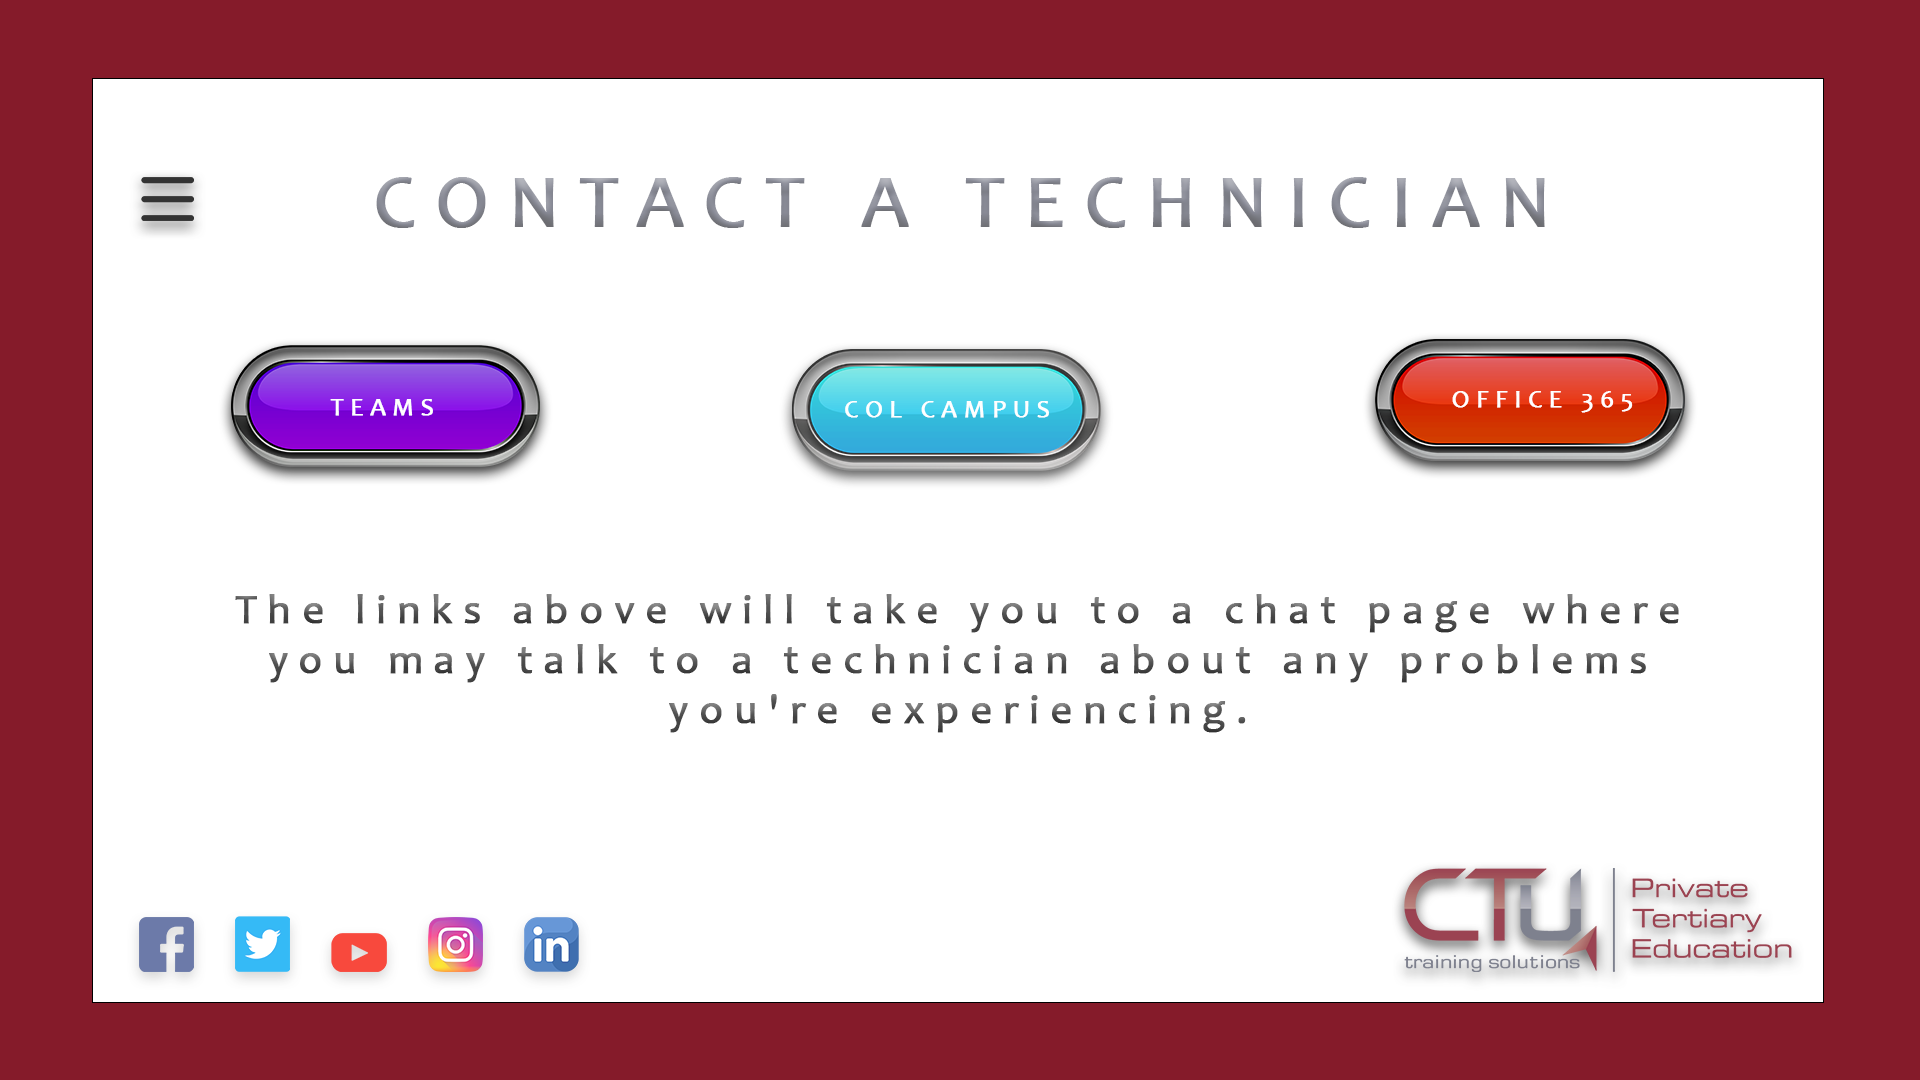 CONTACT A TECHNICIAN
TEAMS
COL CAMPUS
OFFICE 365
The links above will take you to a chat page where
you may talk to a technician about any problems
you're experiencing.
f
in
CTU
training solutions
Private
Tertiary
Education